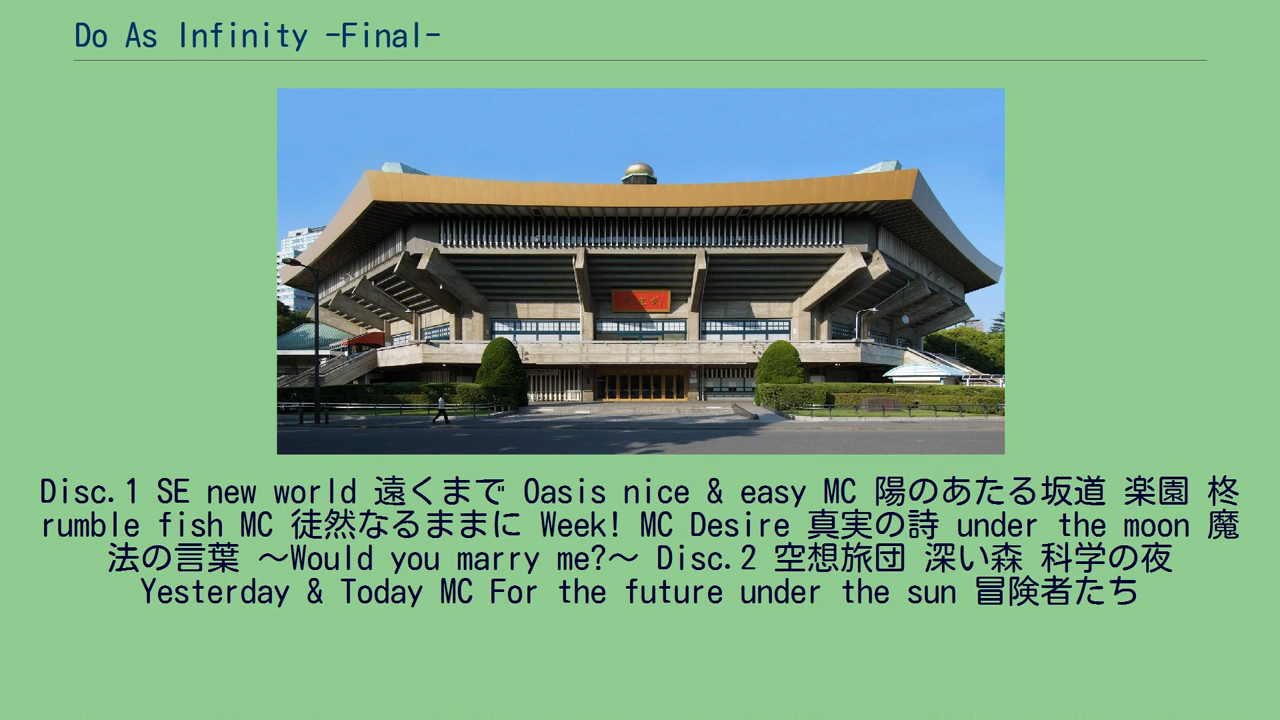 Do As Infinity -Final-
Disc.1 SE new world 遠くまで Oasis nice & easy MC 陽のあたる坂道 楽園 柊
rumble fish MC 徒然なるままに Week! MC Desire 真実の詩 under the moon 魔
法の言葉 〜Would you marry me?〜 Disc.2 空想旅団 深い森 科学の夜
Yesterday & Today MC For the future under the sun 冒険者たち